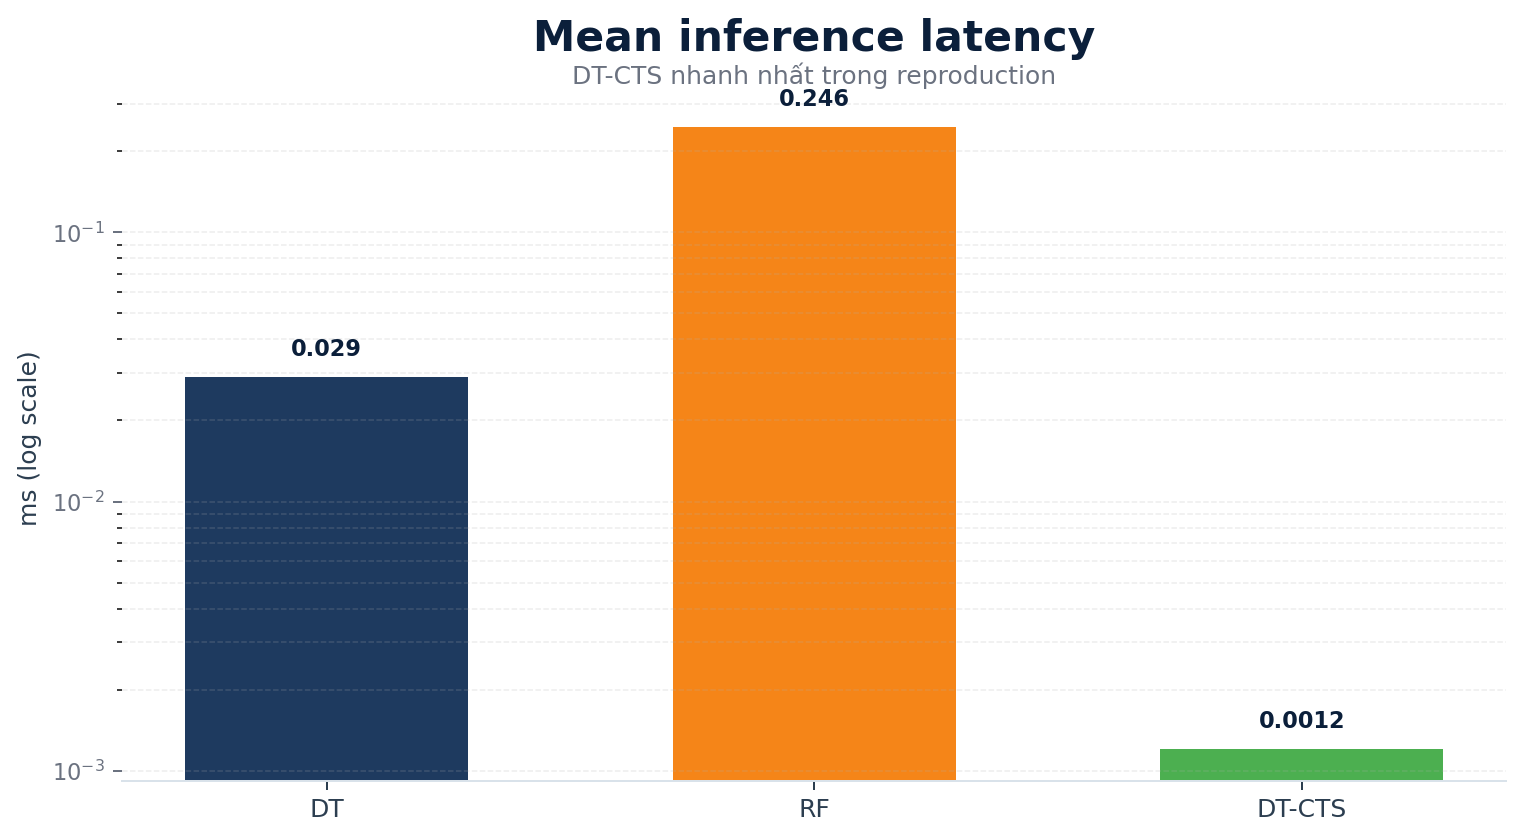 Mean inference latency
DT-CTS nhanh nhất trong reproduction
0.246
10⁻¹
0.029
ms (log scale)
10⁻²
0.0012
10⁻³
DT RF DT-CTS